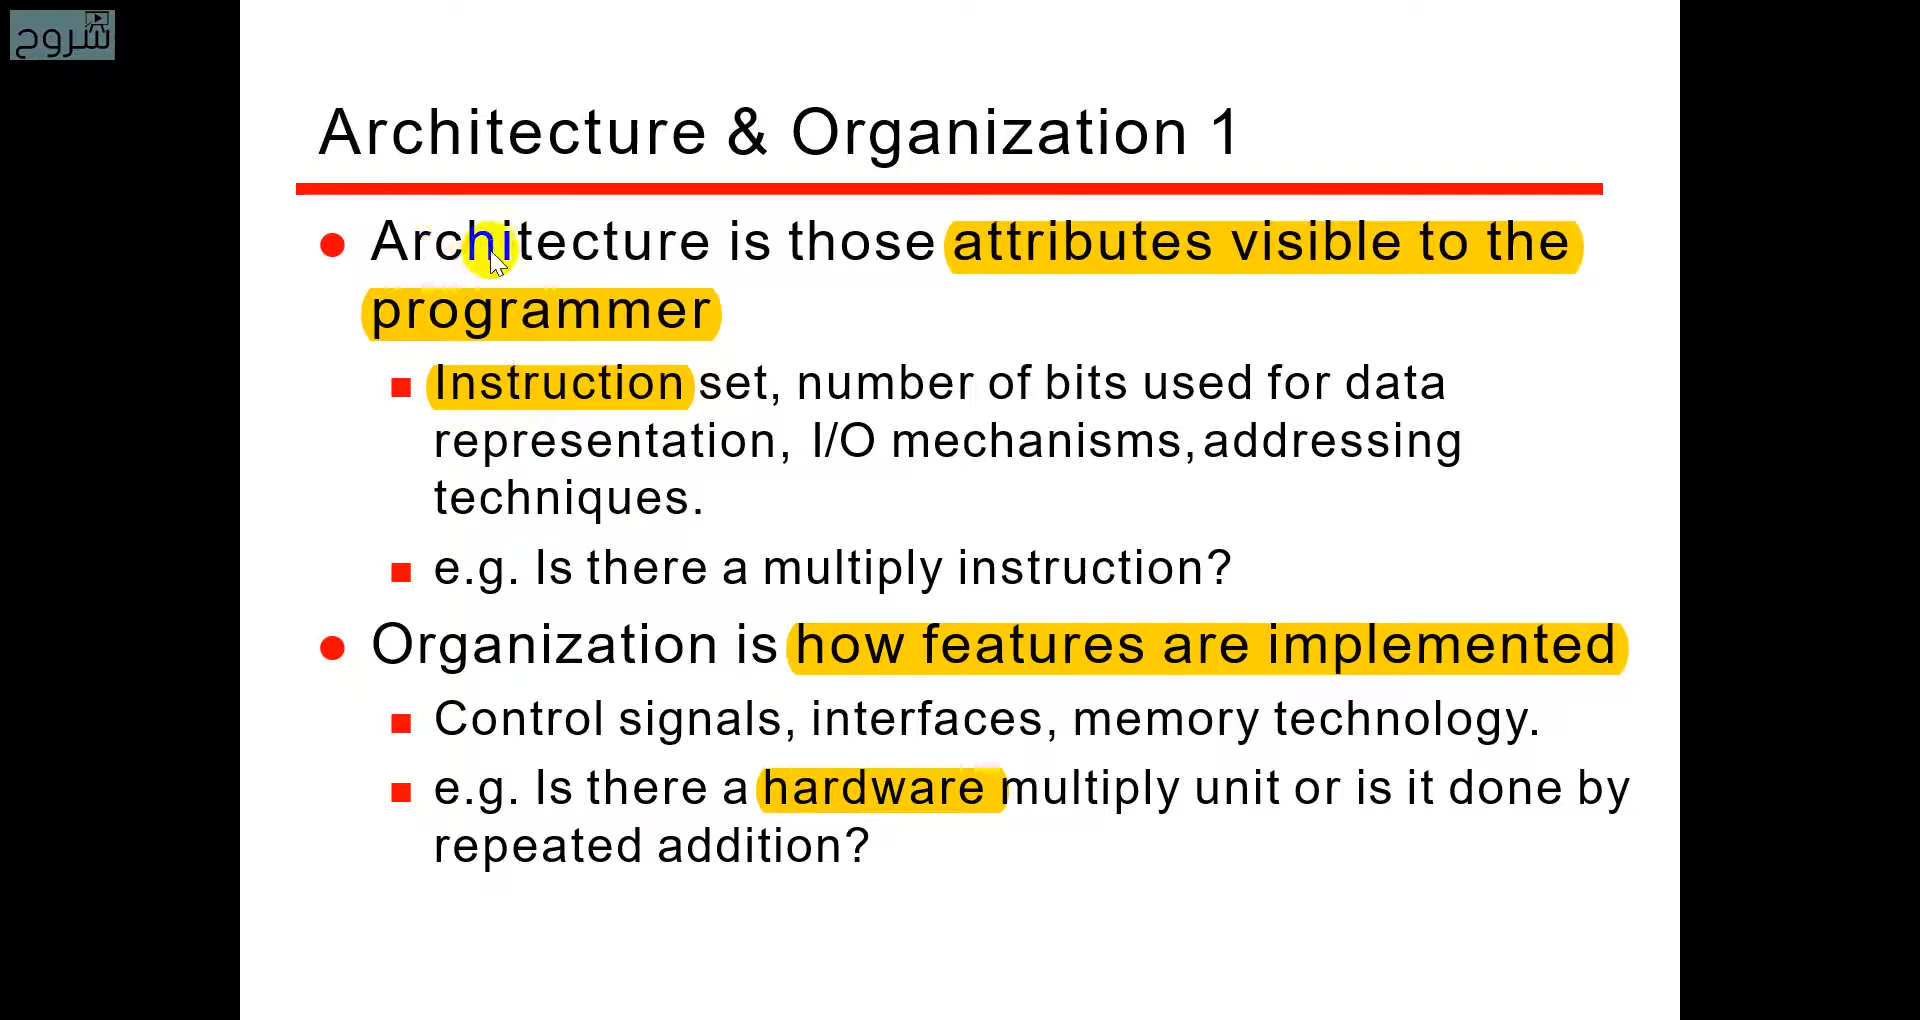 شروح
Architecture & Organization 1
Architecture is those attributes visible to the
programmer
Instruction set, number of bits used for data
representation, I/O mechanisms, addressing
techniques.
e.g. Is there a multiply instruction?
Organization is how features are implemented
Control signals, interfaces, memory technology.
e.g. Is there a hardware multiply unit or is it done by
repeated addition?